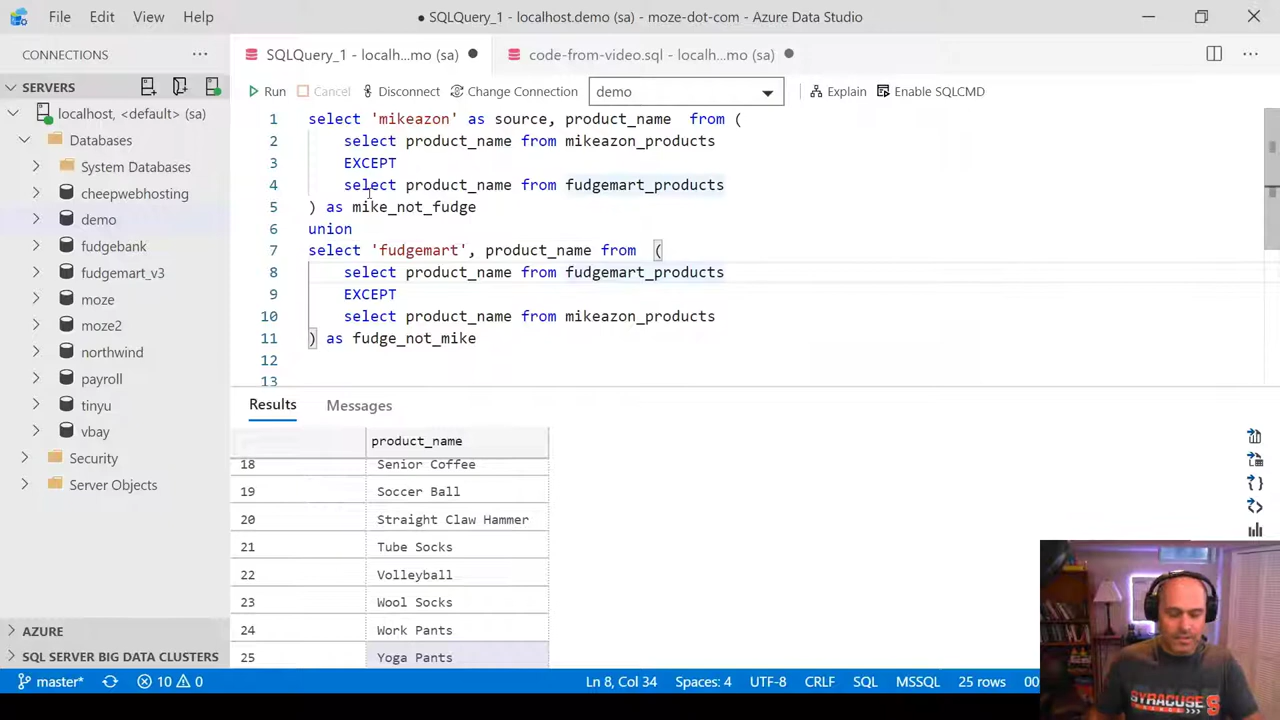 File Edit View Help
● SQLQuery_1 - localhost.demo (sa) - moze-dot-com - Azure Data Studio
CONNECTIONS ...
SQLQuery_1 - localh...mo (sa) ●
code-from-video.sql - localh...mo (sa) ●
SERVERS
Run Cancel Disconnect Change Connection demo Explain Enable SQLCMD
localhost, <default> (sa)
Databases
System Databases
cheepwebhosting
demo
fudgebank
fudgemart_v3
moze
moze2
northwind
payroll
tinyu
vbay
Security
Server Objects
AZURE
SQL SERVER BIG DATA CLUSTERS
1 select 'mikeazon' as source, product_name from (
2 select product_name from mikeazon_products
3 EXCEPT
4 select product_name from fudgemart_products
5 ) as mike_not_fudge
6 union
7 select 'fudgemart', product_name from (
8 select product_name from fudgemart_products
9 EXCEPT
10 select product_name from mikeazon_products
11 ) as fudge_not_mike
12
13
Results Messages
product_name
18 Senior Coffee
19 Soccer Ball
20 Straight Claw Hammer
21 Tube Socks
22 Volleyball
23 Wool Socks
24 Work Pants
25 Yoga Pants
SYRACUSE S
master* 10 0 Ln 8, Col 34 Spaces: 4 UTF-8 CRLF SQL MSSQL 25 rows 00